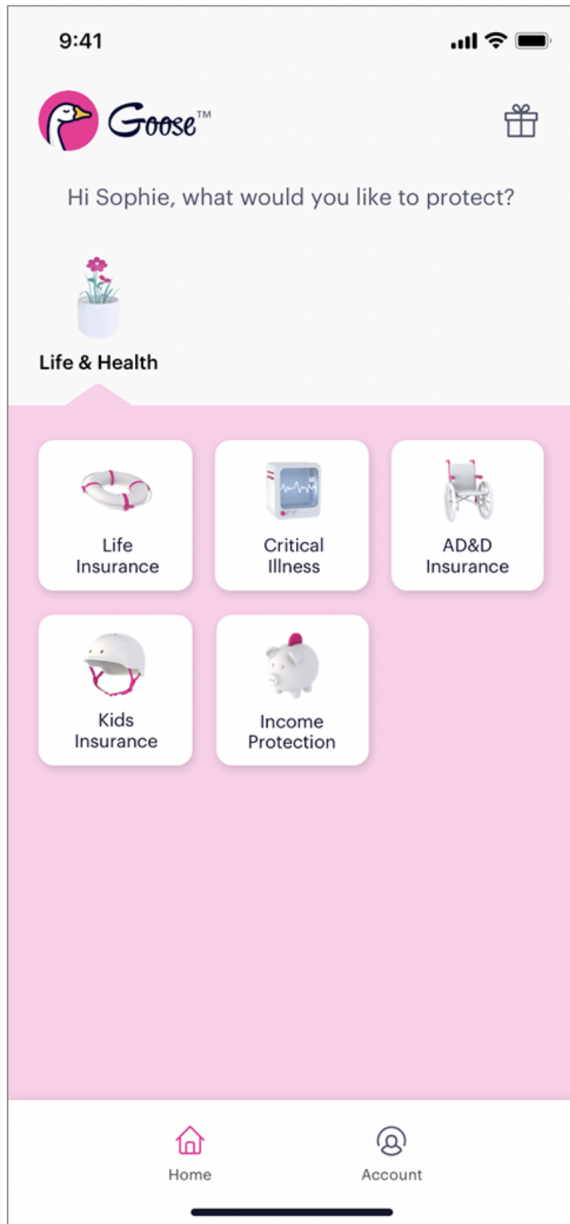 9:41
Goose™
Hi Sophie, what would you like to protect?
Life & Health
Life
Insurance
Critical
Illness
AD&D
Insurance
Kids
Insurance
Income
Protection
Home
Account